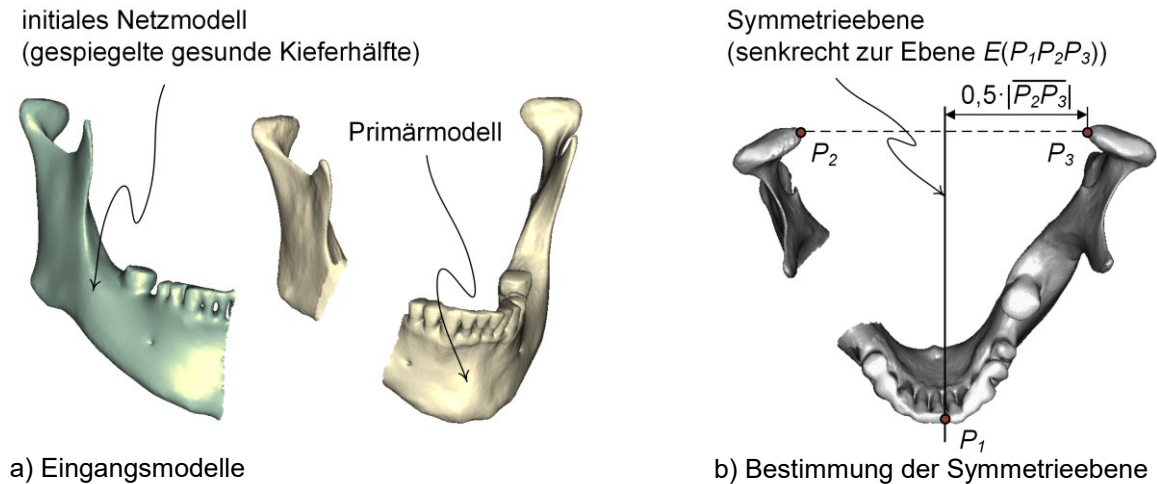 initiales Netzmodell
(gespiegelte gesunde Kieferhälfte)
Primärmodell
a) Eingangsmodelle
Symmetrieebene
(senkrecht zur Ebene E(P₁P₂P₃))
0,5·|P₂P₃|
P₂
P₃
P₁
b) Bestimmung der Symmetrieebene